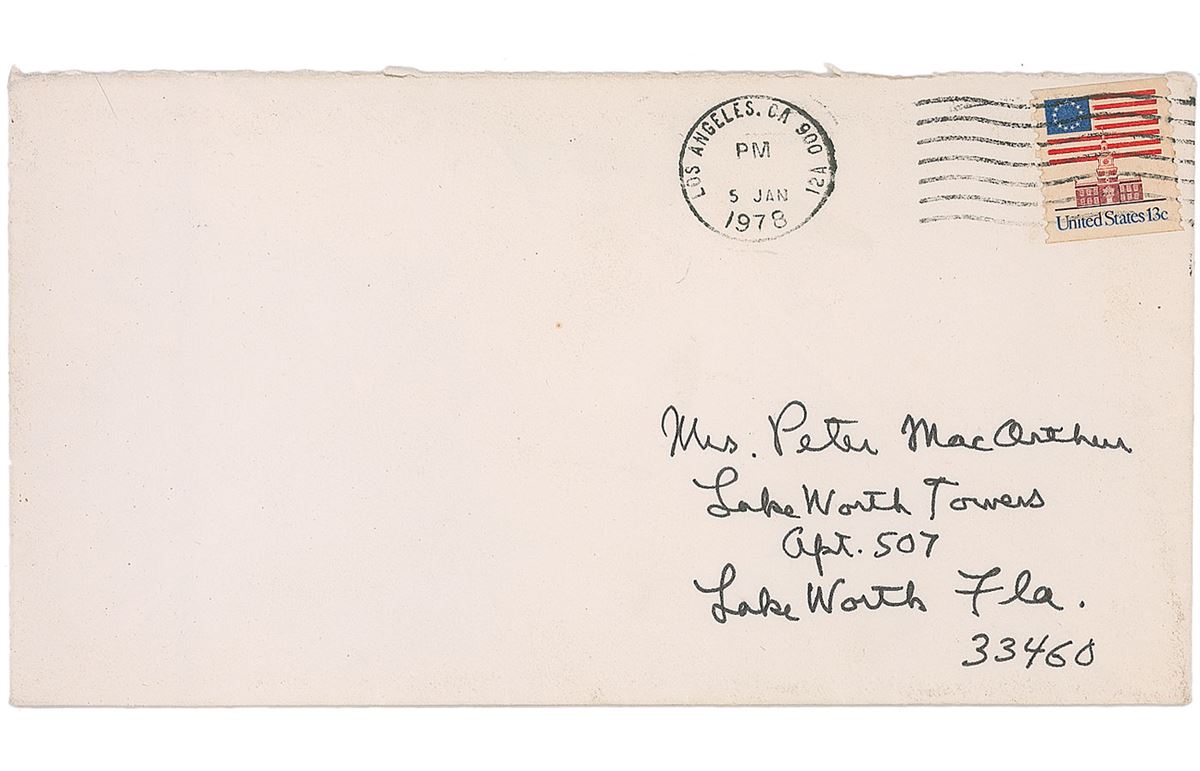 LOS ANGELES. CA 900 12A
PM
5 JAN
1978
United States 13c
Mrs. Peter MacArthur
Lake Worth Towers
Apt. 507
Lake Worth Fla.
33460